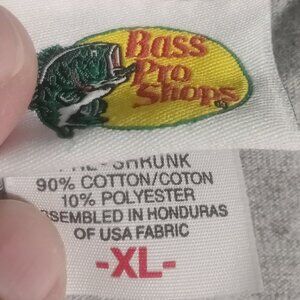 Bass
Pro
Shops
SHRUNK
90% COTTON/COTON
10% POLYESTER
SSEMBLED IN HONDURAS
OF USA FABRIC
-XL-